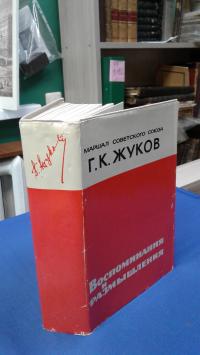 МАРШАЛ СОВЕТСКОГО СОЮЗА
Г.К. ЖУКОВ
Воспоминания
и
размышления